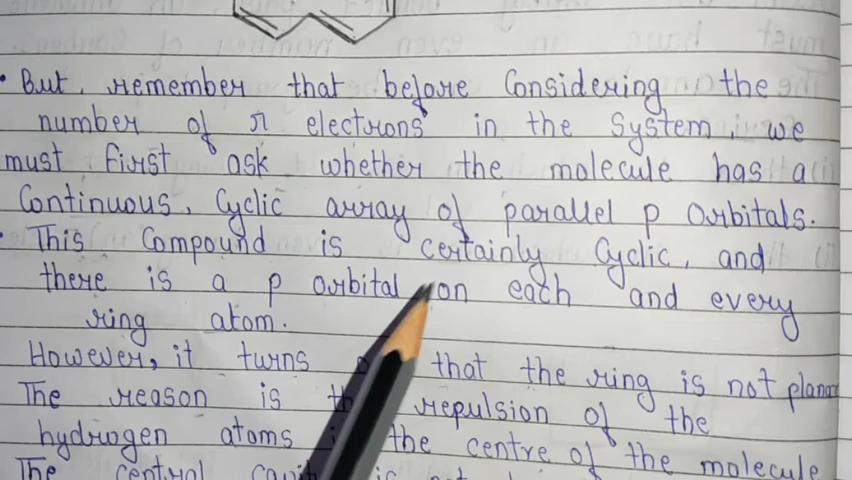 • But, remember that before Considering the
number of π electrons in the System, we
must first ask whether the molecule has a
Continuous, Cyclic array of parallel p Orbitals.
• This Compound is certainly Cyclic, and
there is a p orbital on each and every
ring atom.
However, it turns that the ring is not planar
The reason is repulsion of the
hydrogen atoms the centre of the molecule
The central